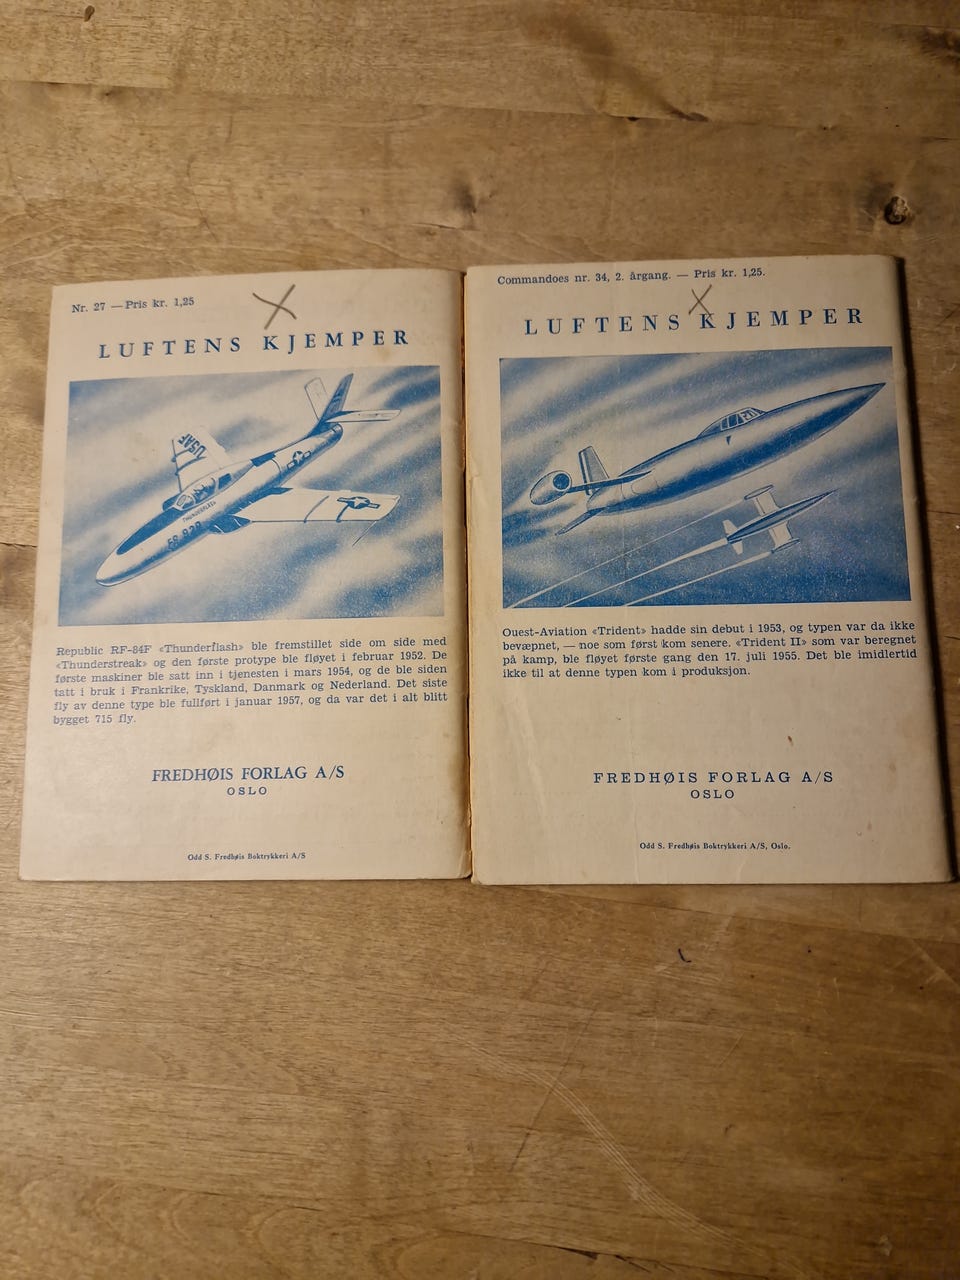 Nr. 27 — Pris kr. 1,25
LUFTENS KJEMPER
USAF
THUNDERFLASH
FS-828
Republic RF-84F «Thunderflash» ble fremstillet side om side med
«Thunderstreak» og den første protype ble fløyet i februar 1952. De
første maskiner ble satt inn i tjenesten i mars 1954, og de ble siden
tatt i bruk i Frankrike, Tyskland, Danmark og Nederland. Det siste
fly av denne type ble fullført i januar 1957, og da var det i alt blitt
bygget 715 fly.
FREDHØIS FORLAG A/S
OSLO
Odd S. Fredhøis Boktrykkeri A/S
Commandoes nr. 34, 2. årgang. — Pris kr. 1,25.
LUFTENS KJEMPER
Ouest-Aviation «Trident» hadde sin debut i 1953, og typen var da ikke
bevæpnet, — noe som først kom senere. «Trident II» som var beregnet
på kamp, ble fløyet første gang den 17. juli 1955. Det ble imidlertid
ikke til at denne typen kom i produksjon.
FREDHØIS FORLAG A/S
OSLO
Odd S. Fredhøis Boktrykkeri A/S, Oslo.